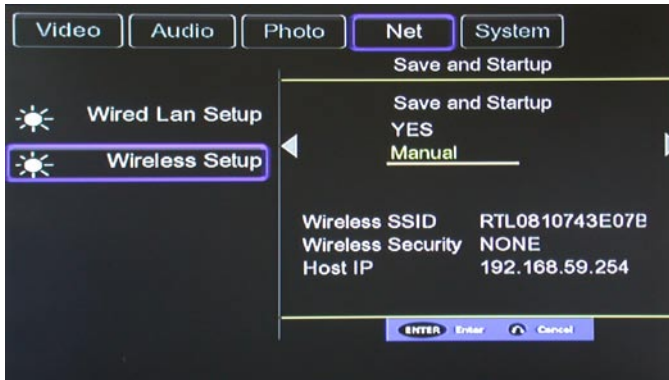 Video Audio Photo Net System
Save and Startup
Wired Lan Setup
Wireless Setup
Save and Startup
YES
Manual
Wireless SSID RTL0810743E07B
Wireless Security NONE
Host IP 192.168.59.254
ENTER Enter Cancel